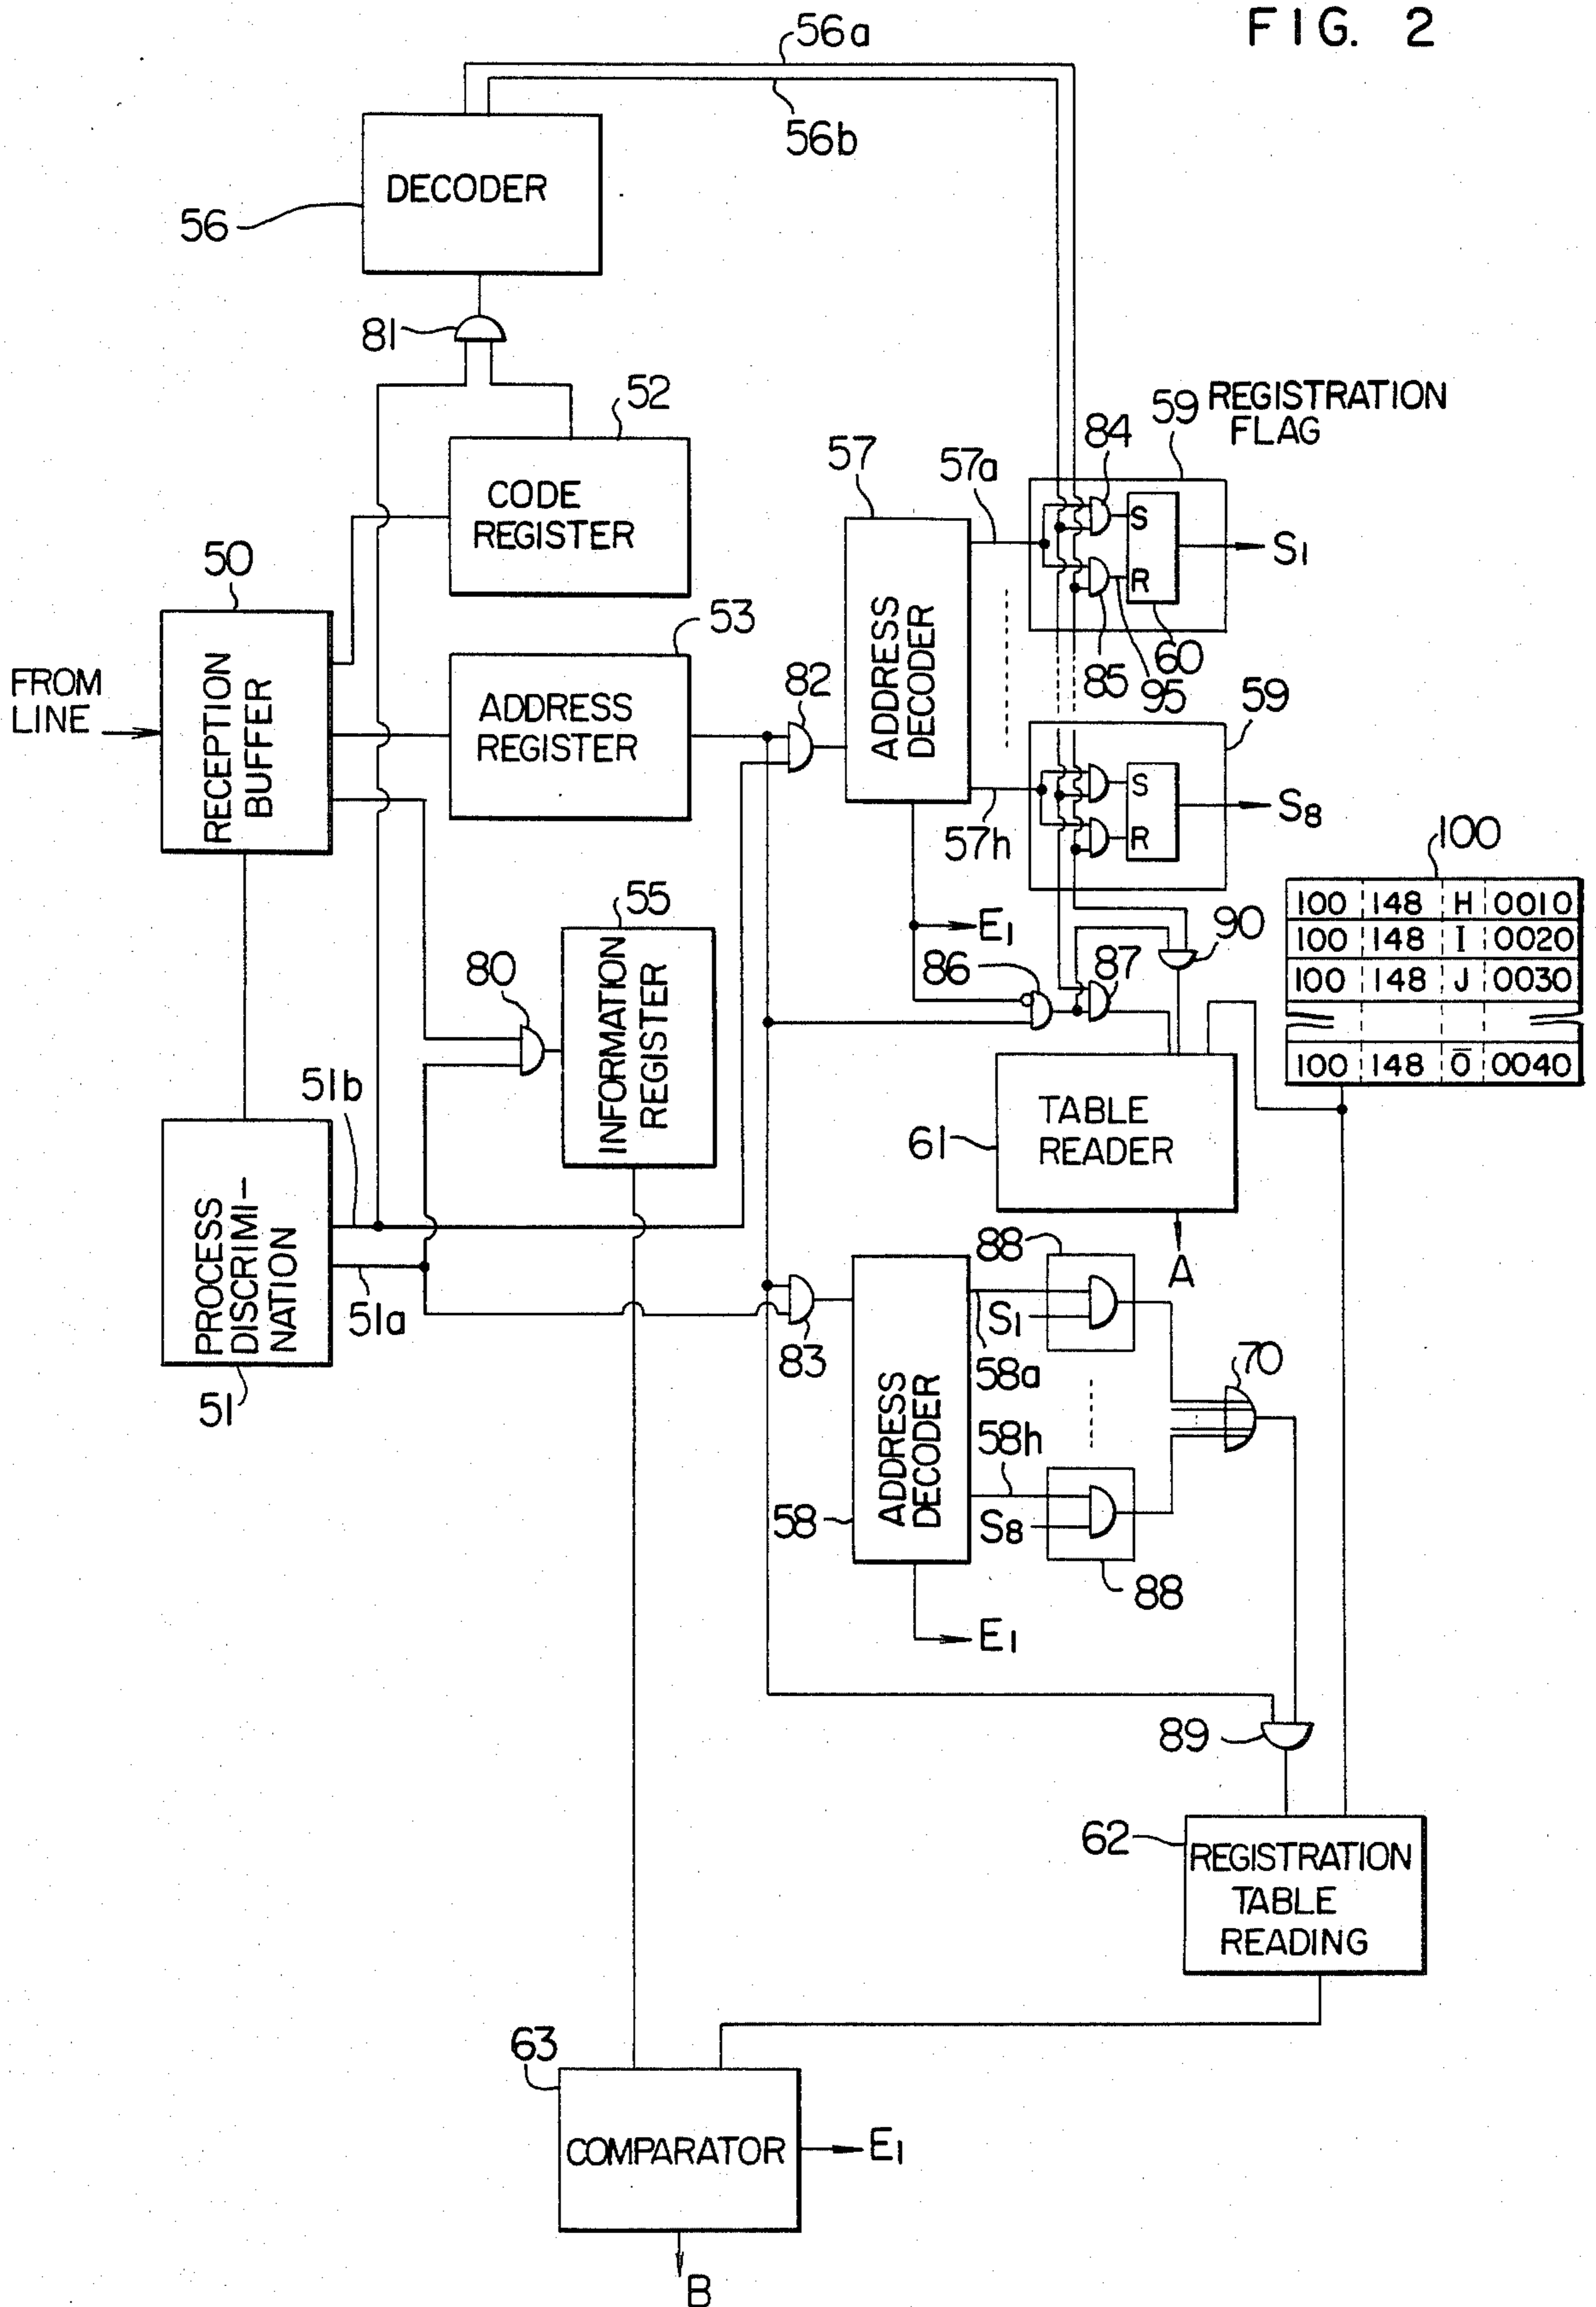 FIG. 2
56a
56b
DECODER
56
81
52
CODE
REGISTER
59
REGISTRATION
FLAG
84
57
57a
S
S1
R
60
85
95
50
RECEPTION
BUFFER
FROM
LINE
53
ADDRESS
REGISTER
82
ADDRESS
DECODER
59
S
S8
R
57h
100
100 148 H 0010
100 148 I 0020
100 148 J 0030
100 148 O̅ 0040
55
INFORMATION
REGISTER
80
E1
86
87
90
51b
TABLE
READER
61
A
PROCESS
DISCRIMI-
NATION
51a
51
83
88
S1
58a
70
ADDRESS
DECODER
58h
58
S8
88
E1
89
62
REGISTRATION
TABLE
READING
63
COMPARATOR
E1
B